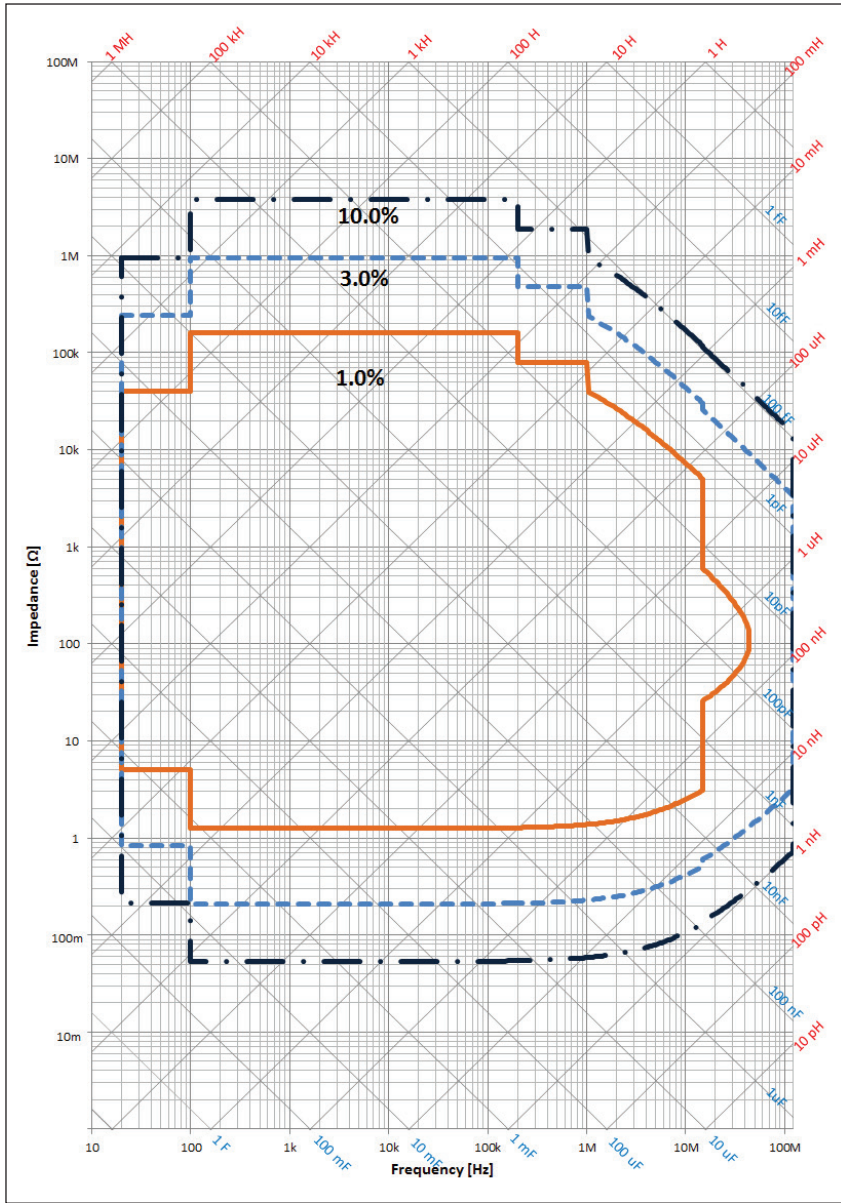 1 MH
100 kH
10 kH
1 kH
100 H
10 H
1 H
100 mH
100M
10M
10 mH
1 fF
10.0%
1M
1 mH
3.0%
10fF
100k
100 uH
1.0%
100 fF
10k
10 uH
1pF
1k
1 uH
10pF
Impedance [Ω]
100
100 nH
100pF
10
10 nH
1nF
1
1 nH
10nF
100m
100 pH
100 nF
10m
10 pH
1uF
10
100
1 F
1k
100 mF
10k
10 mF
100k
1 mF
1M
100 uF
10M
10 uF
100M
Frequency [Hz]